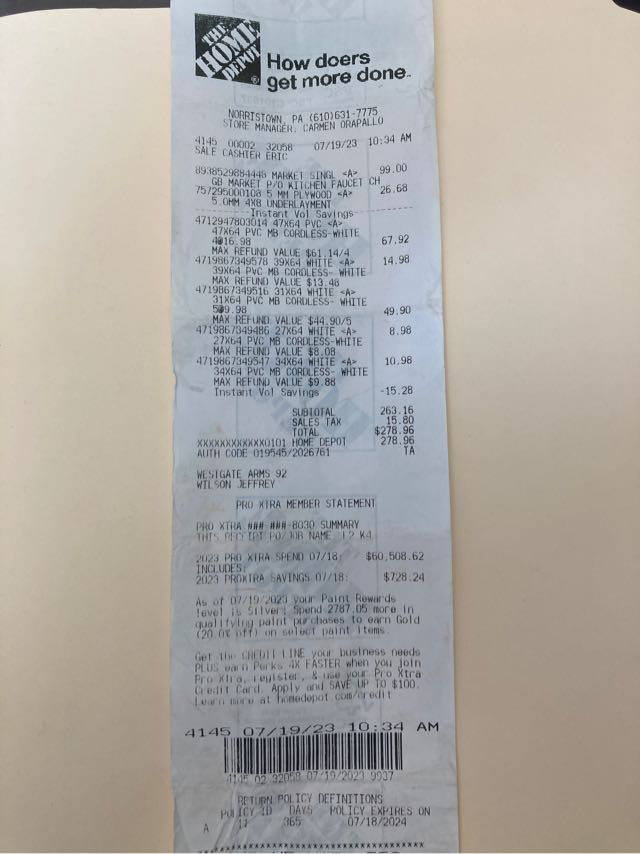 THE
HOME
DEPOT
How doers
get more done.
NORRISTOWN, PA (610)631-7775
STORE MANAGER: CARMEN ORAPALLO
4145 00002 32058 07/19/23 10:34 AM
SALE CASHIER ERIC
8938529884446 MARKET SINGL <A> 99.00
GB MARKET P/O KITCHEN FAUCET CH
757295000108 5 MM PLYWOOD <A> 26.68
5.0MM 4X8 UNDERLAYMENT
Instant Vol Savings
4712947803014 47X64 PVC <A>
47X64 PVC MB CORDLESS-WHITE
4@16.98 67.92
MAX REFUND VALUE $61.14/4
4719867349578 39X64 WHITE <A> 14.98
39X64 PVC MB CORDLESS- WHITE
MAX REFUND VALUE $13.48
4719867349516 31X64 WHITE <A>
31X64 PVC MB CORDLESS- WHITE
5@9.98 49.90
MAX REFUND VALUE $44.90/5
4719867349486 27X64 WHITE <A> 8.98
27X64 PVC MB CORDLESS-WHITE
MAX REFUND VALUE $8.08
4719867349547 34X64 WHITE <A> 10.98
34X64 PVC MB CORDLESS- WHITE
MAX REFUND VALUE $9.88
Instant Vol Savings -15.28
SUBTOTAL 263.16
SALES TAX 15.80
TOTAL $278.96
XXXXXXXXXXXX0101 HOME DEPOT 278.96
AUTH CODE 019545/2026761 TA
WESTGATE ARMS 92
WILSON JEFFREY
PRO XTRA MEMBER STATEMENT
PRO XTRA ###-###-8030 SUMMARY
THIS RECEIPT PO/JOB NAME: L2 K4
2023 PRO XTRA SPEND 07/18: $60,508.62
INCLUDES:
2023 PROXTRA SAVINGS 07/18: $728.24
As of 07/19/2023 your Paint Rewards
level is Silver; Spend 2787.05 more in
qualifying paint purchases to earn Gold
(20.0% off) on select paint items.
Get the CREDIT LINE your business needs
PLUS earn Perks 4X FASTER when you join
Pro Xtra, register, & use your Pro Xtra
Credit Card. Apply and SAVE UP TO $100.
Learn more at homedepot.com/credit
4145 07/19/23 10:34 AM
4145 02 32058 07/19/2023 9937
RETURN POLICY DEFINITIONS
POLICY ID DAYS POLICY EXPIRES ON
A 11 365 07/18/2024